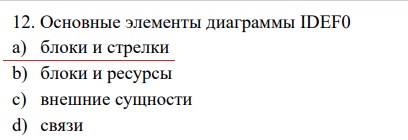 12. Основные элементы диаграммы IDEF0
a) блоки и стрелки
b) блоки и ресурсы
c) внешние сущности
d) связи